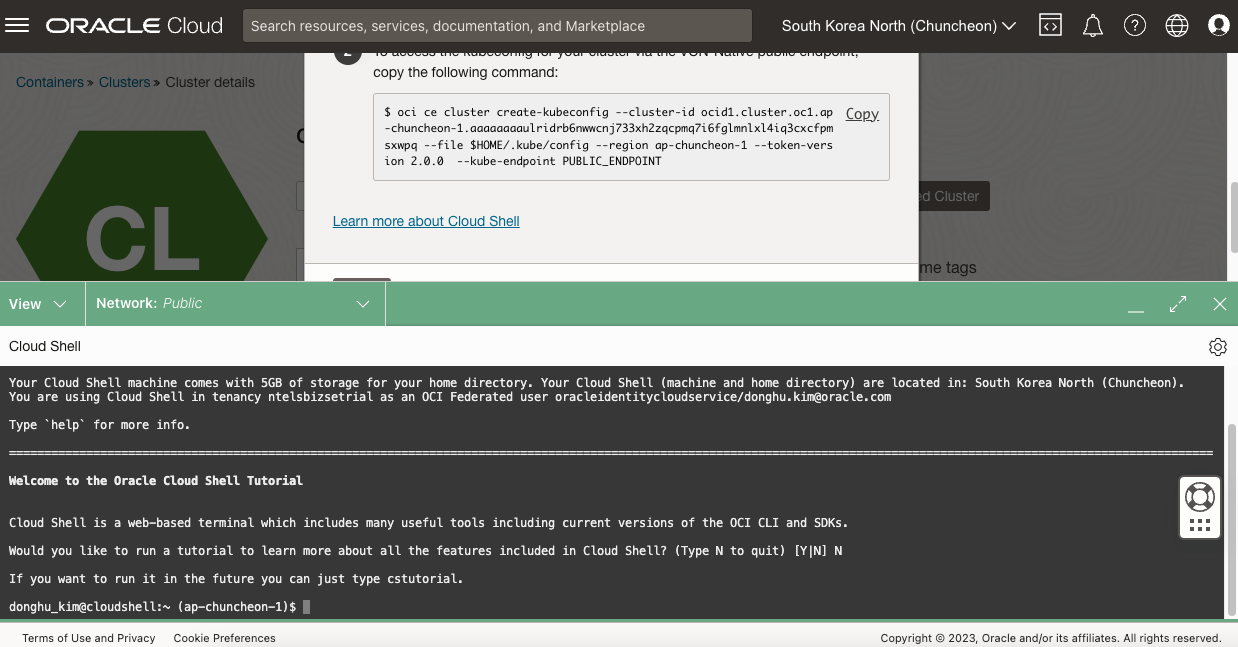 ORACLE Cloud
Search resources, services, documentation, and Marketplace
South Korea North (Chuncheon)
Containers » Clusters » Cluster details
CL
2 To access the kubeconfig for your cluster via the VCN-Native public endpoint,
copy the following command:
$ oci ce cluster create-kubeconfig --cluster-id ocid1.cluster.oc1.ap
-chuncheon-1.aaaaaaaaulridrb6nwwcnj733xh2zqcpmq7i6fglmnlxl4iq3cxcfpm
sxwpq --file $HOME/.kube/config --region ap-chuncheon-1 --token-vers
ion 2.0.0  --kube-endpoint PUBLIC_ENDPOINT
Copy
ed Cluster
Learn more about Cloud Shell
me tags
View
Network: Public
Cloud Shell
Your Cloud Shell machine comes with 5GB of storage for your home directory. Your Cloud Shell (machine and home directory) are located in: South Korea North (Chuncheon).
You are using Cloud Shell in tenancy ntelsbizsetrial as an OCI Federated user oracleidentitycloudservice/donghu.kim@oracle.com
Type `help` for more info.
Welcome to the Oracle Cloud Shell Tutorial
Cloud Shell is a web-based terminal which includes many useful tools including current versions of the OCI CLI and SDKs.
Would you like to run a tutorial to learn more about all the features included in Cloud Shell? (Type N to quit) [Y|N] N
If you want to run it in the future you can just type cstutorial.
donghu_kim@cloudshell:~ (ap-chuncheon-1)$
Terms of Use and Privacy
Cookie Preferences
Copyright © 2023, Oracle and/or its affiliates. All rights reserved.